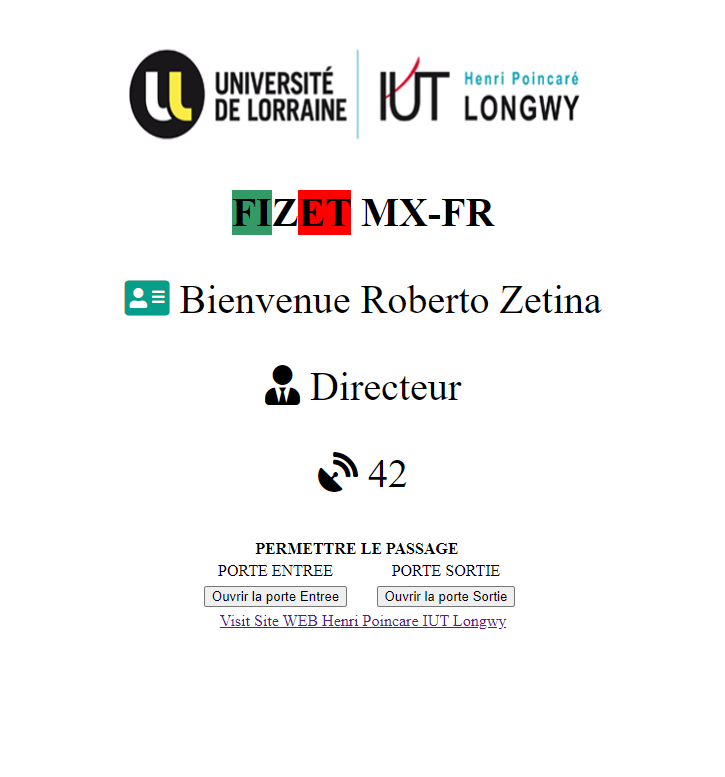 UNIVERSITÉ
DE LORRAINE
IUT
Henri Poincaré
LONGWY
FIZET MX-FR
Bienvenue Roberto Zetina
Directeur
42
PERMETTRE LE PASSAGE
PORTE ENTREE PORTE SORTIE
Ouvrir la porte Entree Ouvrir la porte Sortie
Visit Site WEB Henri Poincare IUT Longwy